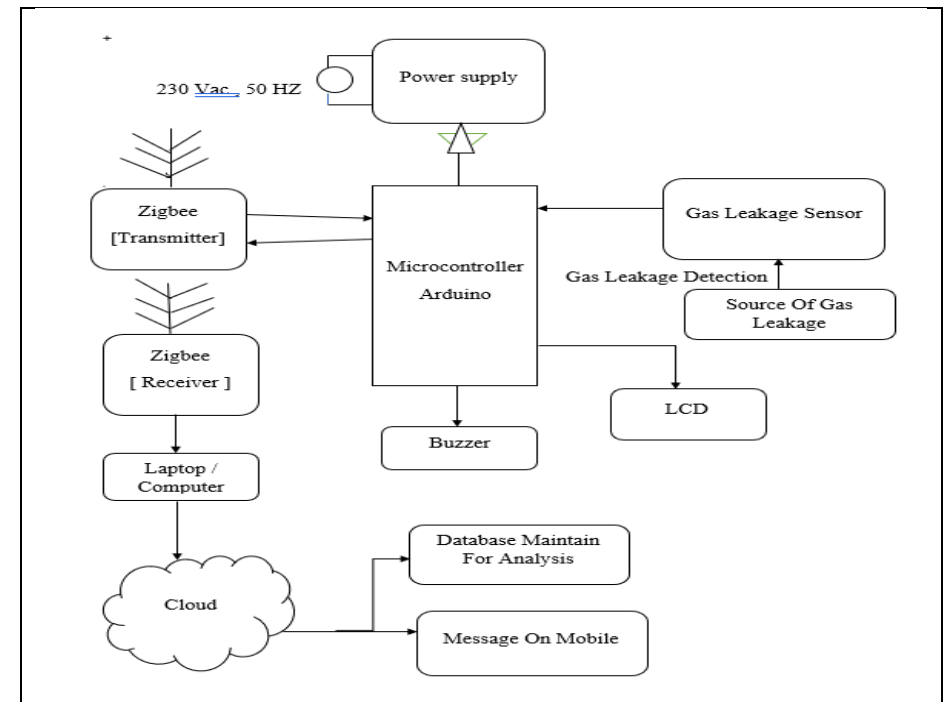 Power supply
230 Vac., 50 HZ
Zigbee
[Transmitter]
Gas Leakage Sensor
Microcontroller
Arduino
Gas Leakage Detection
Source Of Gas
Leakage
Zigbee
[ Receiver ]
LCD
Buzzer
Laptop /
Computer
Database Maintain
For Analysis
Cloud
Message On Mobile